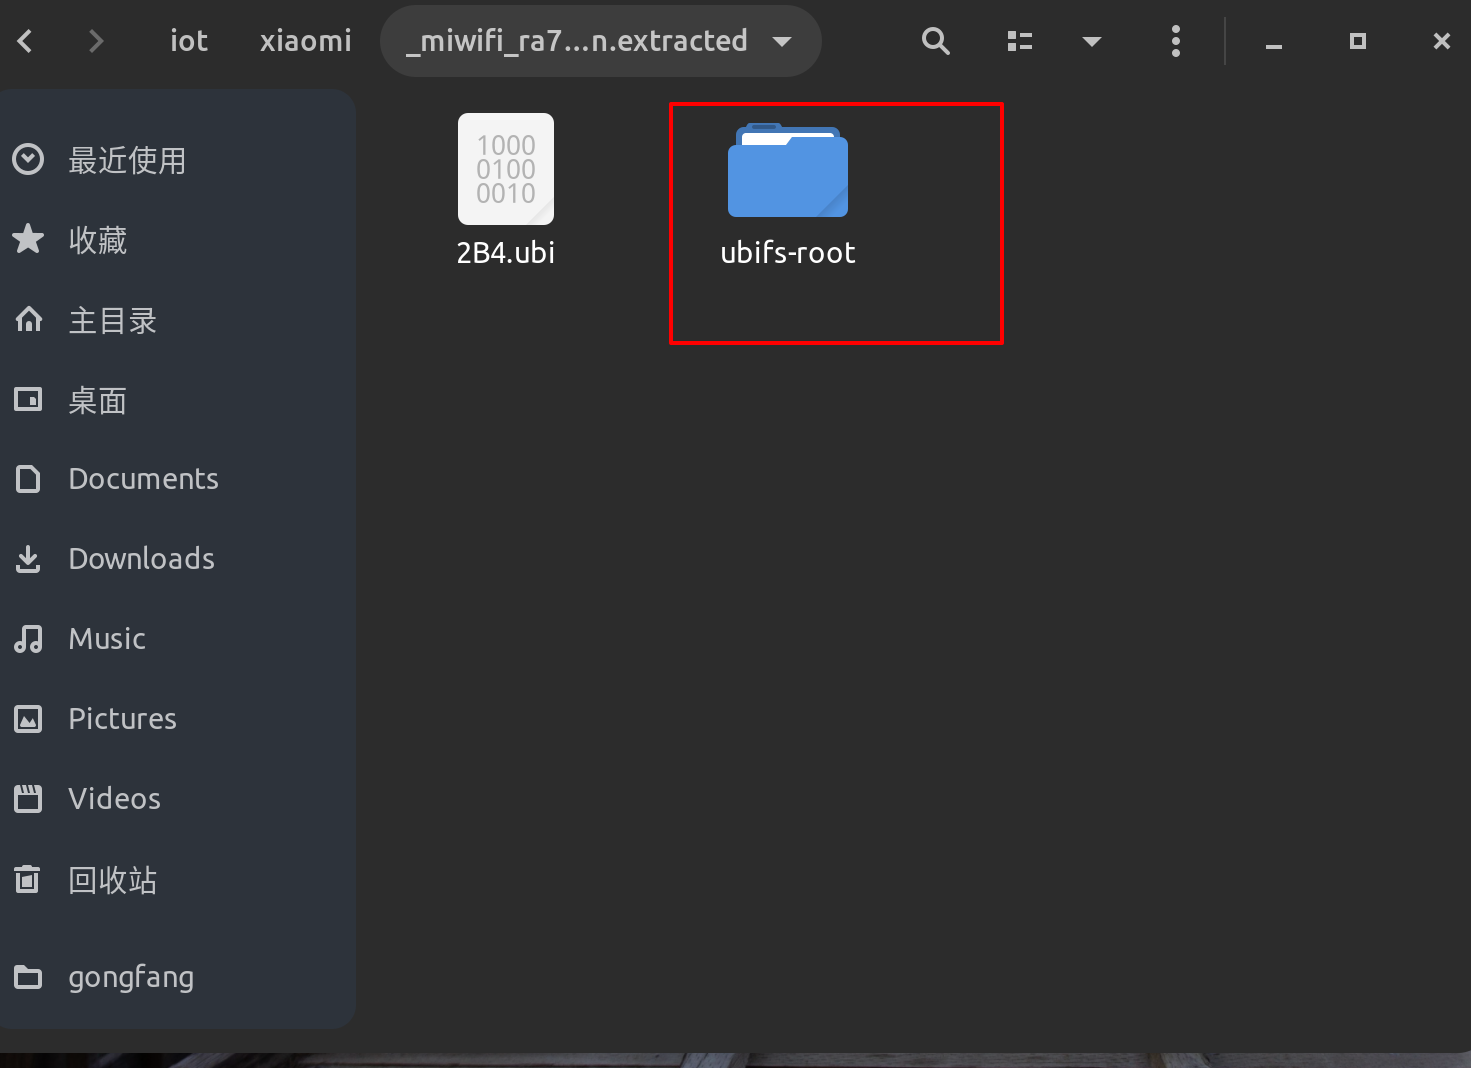 iot xiaomi _miwifi_ra7...n.extracted
最近使用
收藏
主目录
桌面
Documents
Downloads
Music
Pictures
Videos
回收站
gongfang
1000
0100
0010
2B4.ubi
ubifs-root